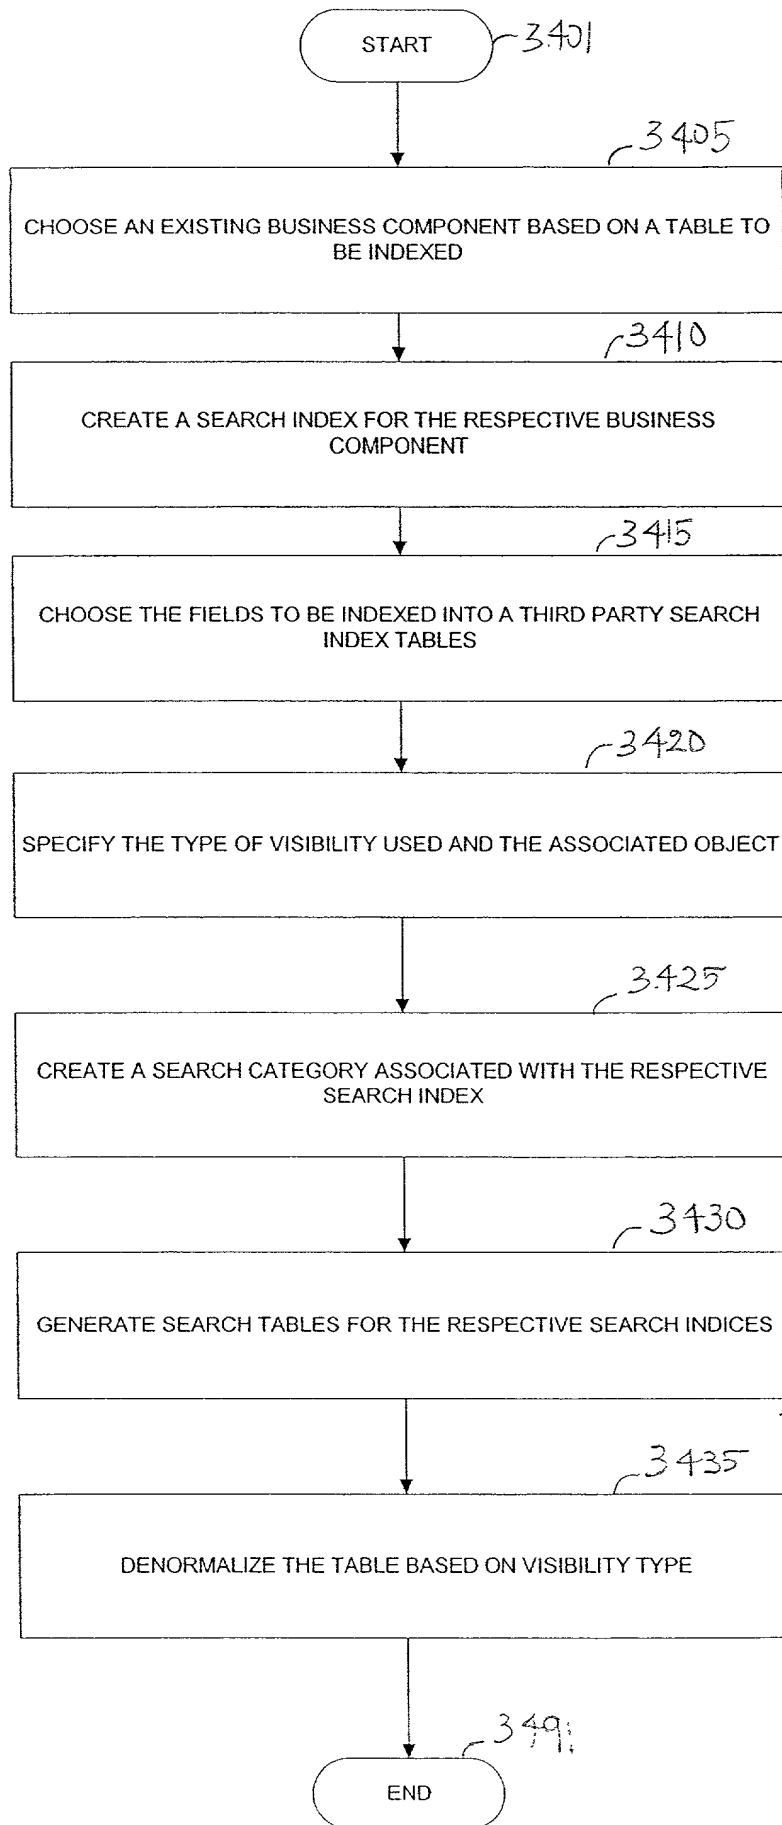 START
3401
3405
CHOOSE AN EXISTING BUSINESS COMPONENT BASED ON A TABLE TO
BE INDEXED
3410
CREATE A SEARCH INDEX FOR THE RESPECTIVE BUSINESS
COMPONENT
3415
CHOOSE THE FIELDS TO BE INDEXED INTO A THIRD PARTY SEARCH
INDEX TABLES
3420
SPECIFY THE TYPE OF VISIBILITY USED AND THE ASSOCIATED OBJECT
3425
CREATE A SEARCH CATEGORY ASSOCIATED WITH THE RESPECTIVE
SEARCH INDEX
3430
GENERATE SEARCH TABLES FOR THE RESPECTIVE SEARCH INDICES
3435
DENORMALIZE THE TABLE BASED ON VISIBILITY TYPE
END